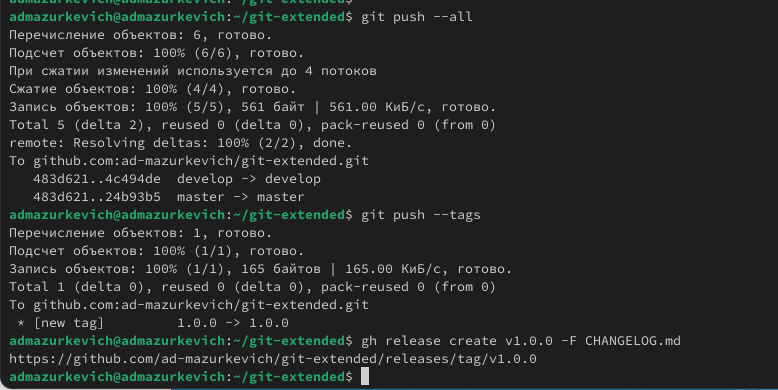 admazurkevich@admazurkevich:~/git-extended$
admazurkevich@admazurkevich:~/git-extended$ git push --all
Перечисление объектов: 6, готово.
Подсчет объектов: 100% (6/6), готово.
При сжатии изменений используется до 4 потоков
Сжатие объектов: 100% (4/4), готово.
Запись объектов: 100% (5/5), 561 байт | 561.00 КиБ/с, готово.
Total 5 (delta 2), reused 0 (delta 0), pack-reused 0 (from 0)
remote: Resolving deltas: 100% (2/2), done.
To github.com:ad-mazurkevich/git-extended.git
   483d621..4c494de  develop -> develop
   483d621..24b93b5  master -> master
admazurkevich@admazurkevich:~/git-extended$ git push --tags
Перечисление объектов: 1, готово.
Подсчет объектов: 100% (1/1), готово.
Запись объектов: 100% (1/1), 165 байтов | 165.00 КиБ/с, готово.
Total 1 (delta 0), reused 0 (delta 0), pack-reused 0 (from 0)
To github.com:ad-mazurkevich/git-extended.git
 * [new tag]         1.0.0 -> 1.0.0
admazurkevich@admazurkevich:~/git-extended$ gh release create v1.0.0 -F CHANGELOG.md
https://github.com/ad-mazurkevich/git-extended/releases/tag/v1.0.0
admazurkevich@admazurkevich:~/git-extended$